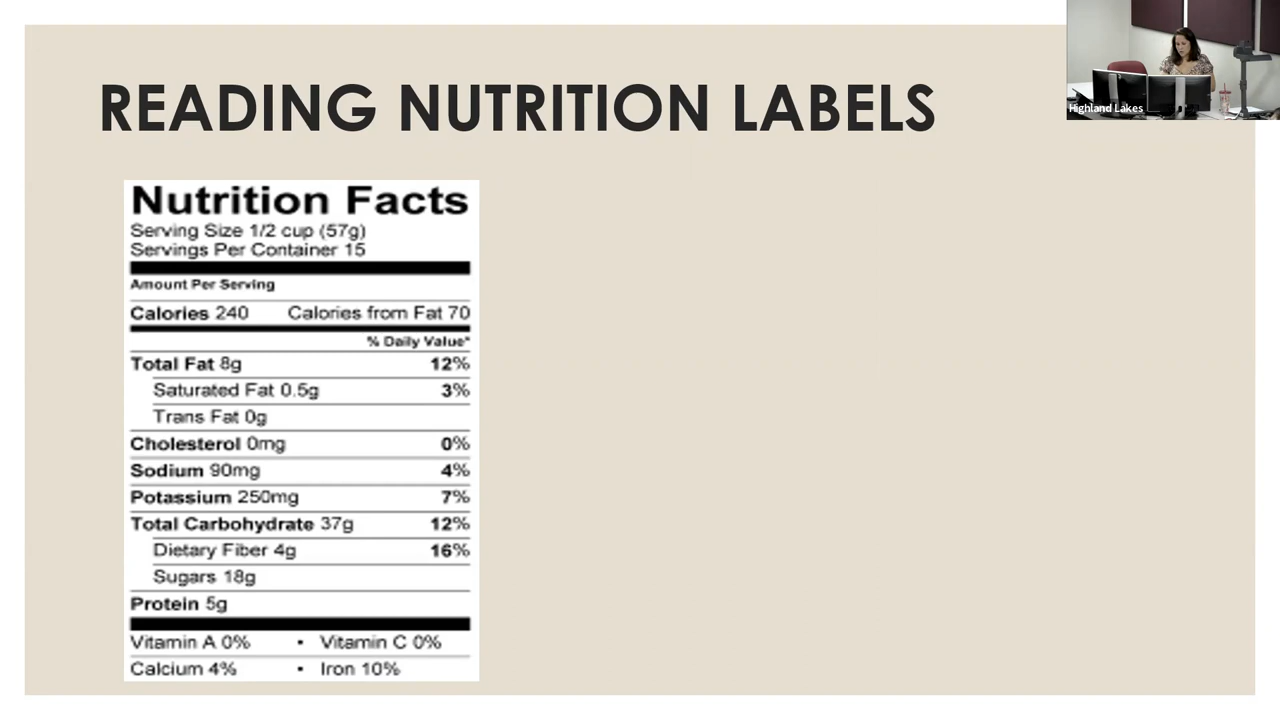 READING NUTRITION LABELS
Highland Lakes
Nutrition Facts
Serving Size 1/2 cup (57g)
Servings Per Container 15
Amount Per Serving
Calories 240 Calories from Fat 70
% Daily Value*
Total Fat 8g 12%
Saturated Fat 0.5g 3%
Trans Fat 0g
Cholesterol 0mg 0%
Sodium 90mg 4%
Potassium 250mg 7%
Total Carbohydrate 37g 12%
Dietary Fiber 4g 16%
Sugars 18g
Protein 5g
Vitamin A 0% • Vitamin C 0%
Calcium 4% • Iron 10%